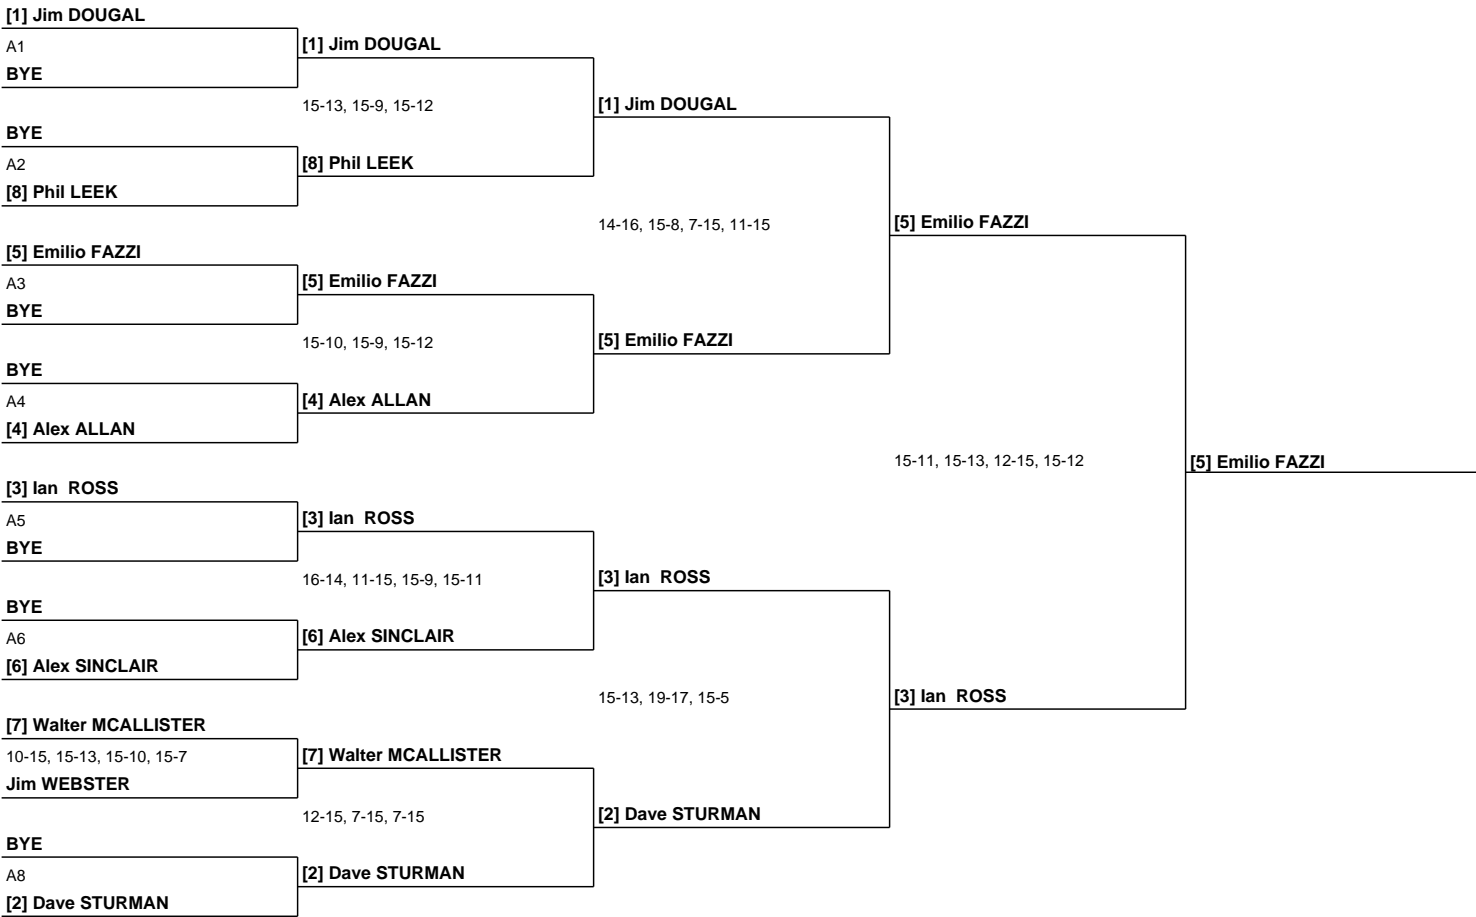 [1] Jim DOUGAL
A1
BYE
BYE
A2
[8] Phil LEEK
[5] Emilio FAZZI
A3
BYE
BYE
A4
[4] Alex ALLAN
[3] Ian  ROSS
A5
BYE
BYE
A6
[6] Alex SINCLAIR
[7] Walter MCALLISTER
10-15, 15-13, 15-10, 15-7
Jim WEBSTER
BYE
A8
[2] Dave STURMAN
[1] Jim DOUGAL
15-13, 15-9, 15-12
[8] Phil LEEK
[5] Emilio FAZZI
15-10, 15-9, 15-12
[4] Alex ALLAN
[3] Ian  ROSS
16-14, 11-15, 15-9, 15-11
[6] Alex SINCLAIR
[7] Walter MCALLISTER
12-15, 7-15, 7-15
[2] Dave STURMAN
[1] Jim DOUGAL
14-16, 15-8, 7-15, 11-15
[5] Emilio FAZZI
[3] Ian  ROSS
15-13, 19-17, 15-5
[2] Dave STURMAN
[5] Emilio FAZZI
15-11, 15-13, 12-15, 15-12
[3] Ian  ROSS
[5] Emilio FAZZI